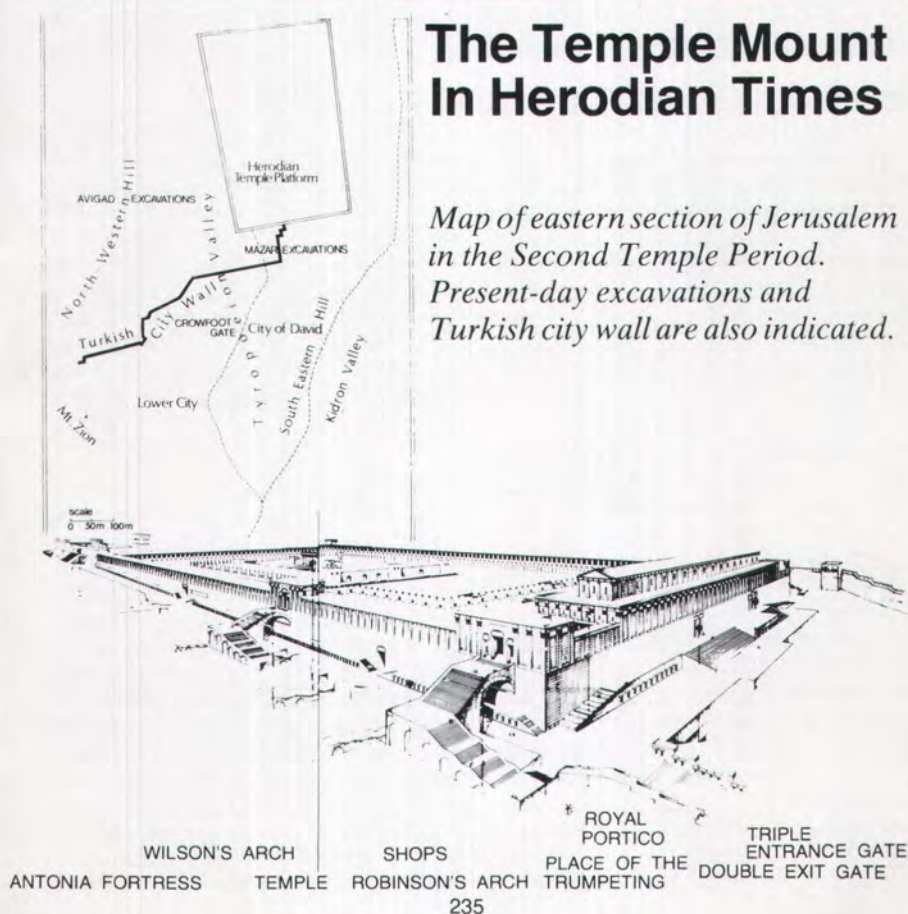 The Temple Mount
In Herodian Times
Map of eastern section of Jerusalem
in the Second Temple Period.
Present-day excavations and
Turkish city wall are also indicated.
Herodian
Temple Platform
AVIGAD EXCAVATIONS
North-Western Hill
MAZAR EXCAVATIONS
Turkish City Wall
Tyropoeon Valley
CROWFOOT
GATE
City of David
South Eastern Hill
Kidron Valley
Lower City
Mt. Zion
scale
0 50m 100m
ROYAL
PORTICO
TRIPLE
ENTRANCE GATE
WILSON'S ARCH
SHOPS
PLACE OF THE
TRUMPETING
DOUBLE EXIT GATE
ANTONIA FORTRESS
TEMPLE
ROBINSON'S ARCH
235